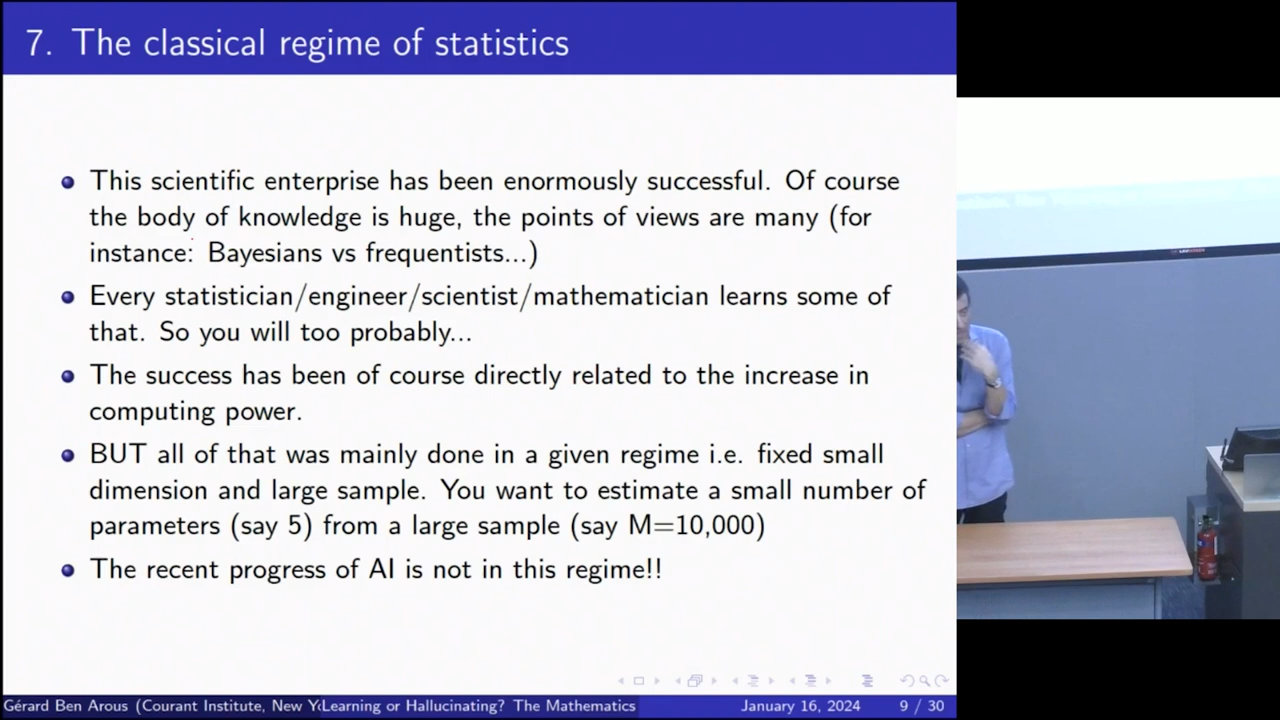 7. The classical regime of statistics
This scientific enterprise has been enormously successful. Of course
the body of knowledge is huge, the points of views are many (for
instance: Bayesians vs frequentists...)
Every statistician/engineer/scientist/mathematician learns some of
that. So you will too probably...
The success has been of course directly related to the increase in
computing power.
BUT all of that was mainly done in a given regime i.e. fixed small
dimension and large sample. You want to estimate a small number of
parameters (say 5) from a large sample (say M=10,000)
The recent progress of AI is not in this regime!!
Gérard Ben Arous (Courant Institute, New Y Learning or Hallucinating? The Mathematics January 16, 2024 9 / 30